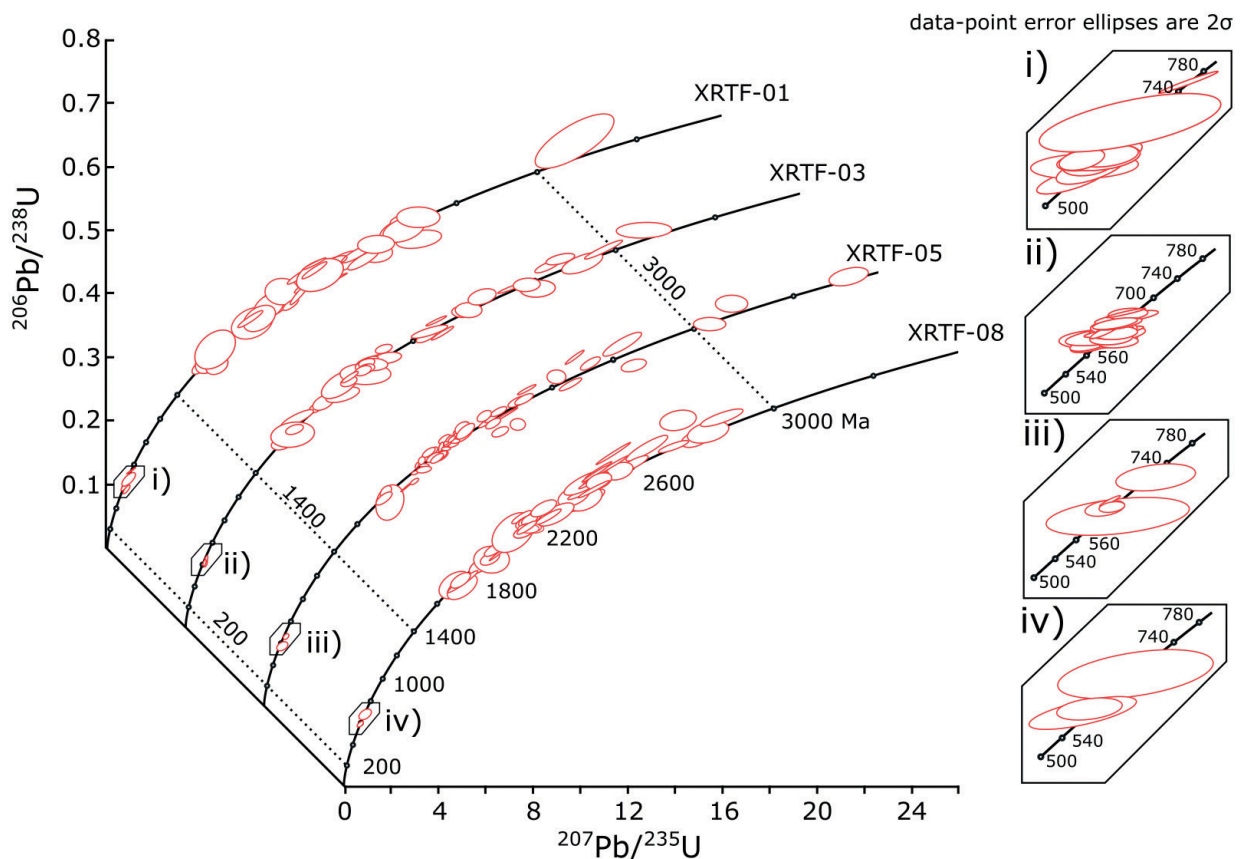 data-point error ellipses are 2σ
0.8
0.7
0.6
0.5
0.4
0.3
0.2
0.1
206Pb/238U
XRTF-01
XRTF-03
XRTF-05
XRTF-08
3000
3000 Ma
2600
2200
1800
1400
1400
1000
200
200
i)
ii)
iii)
iv)
0 4 8 12 16 20 24
207Pb/235U
i)
780
740
500
ii)
780
740
700
560
540
500
iii)
780
740
560
540
500
iv)
780
740
540
500